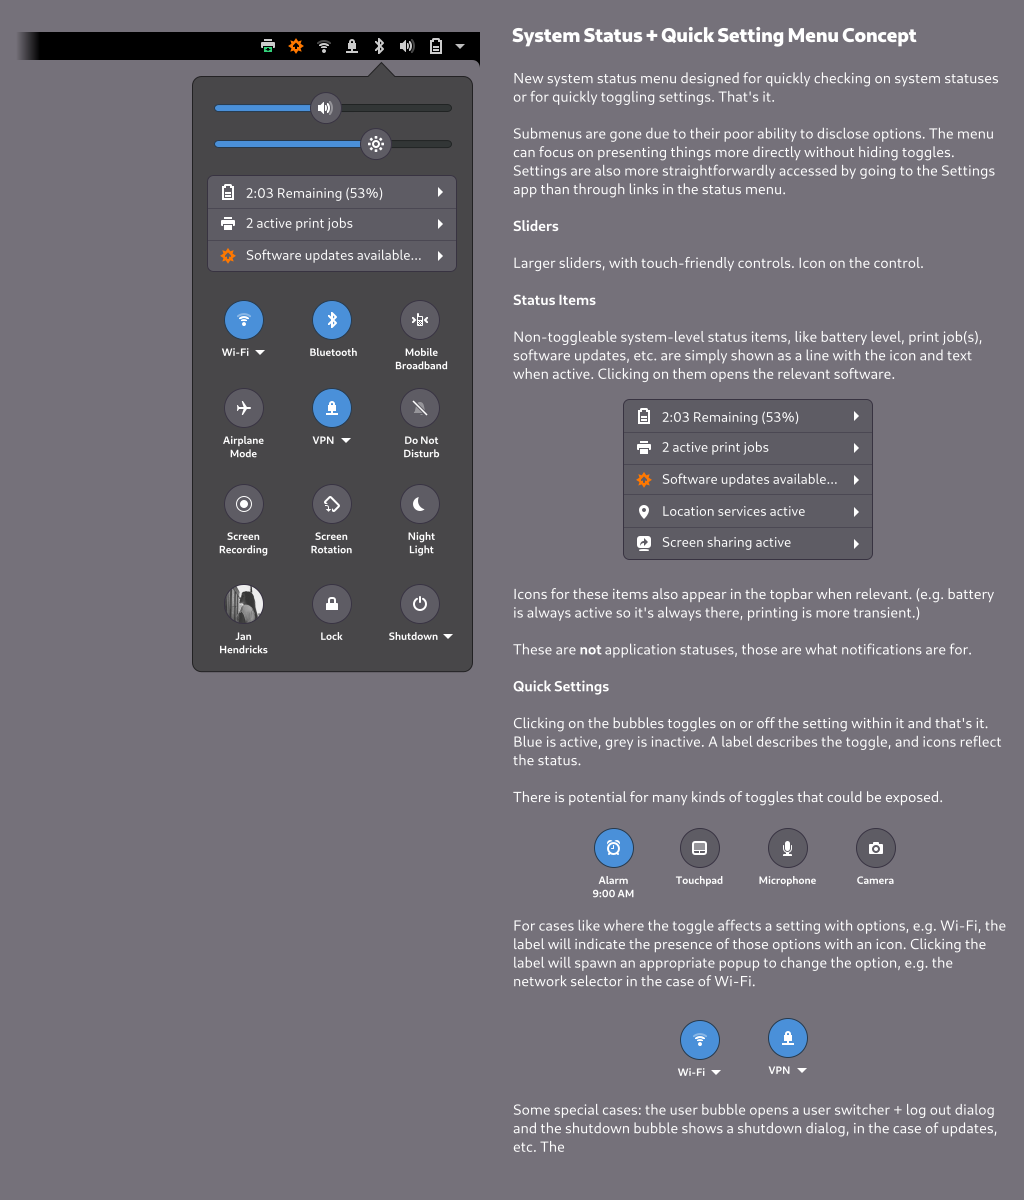 System Status + Quick Setting Menu Concept
New system status menu designed for quickly checking on system statuses
or for quickly toggling settings. That's it.
Submenus are gone due to their poor ability to disclose options. The menu
can focus on presenting things more directly without hiding toggles.
Settings are also more straightforwardly accessed by going to the Settings
app than through links in the status menu.
Sliders
Larger sliders, with touch-friendly controls. Icon on the control.
Status Items
Non-toggleable system-level status items, like battery level, print job(s),
software updates, etc. are simply shown as a line with the icon and text
when active. Clicking on them opens the relevant software.
2:03 Remaining (53%)
2 active print jobs
Software updates available...
Location services active
Screen sharing active
Icons for these items also appear in the topbar when relevant. (e.g. battery
is always active so it's always there, printing is more transient.)
These are not application statuses, those are what notifications are for.
Quick Settings
Clicking on the bubbles toggles on or off the setting within it and that's it.
Blue is active, grey is inactive. A label describes the toggle, and icons reflect
the status.
There is potential for many kinds of toggles that could be exposed.
Alarm
9:00 AM
Touchpad
Microphone
Camera
For cases like where the toggle affects a setting with options, e.g. Wi-Fi, the
label will indicate the presence of those options with an icon. Clicking the
label will spawn an appropriate popup to change the option, e.g. the
network selector in the case of Wi-Fi.
Wi-Fi
VPN
Some special cases: the user bubble opens a user switcher + log out dialog
and the shutdown bubble shows a shutdown dialog, in the case of updates,
etc. The
2:03 Remaining (53%)
2 active print jobs
Software updates available...
Wi-Fi
Bluetooth
Mobile
Broadband
Airplane
Mode
VPN
Do Not
Disturb
Screen
Recording
Screen
Rotation
Night
Light
Jan
Hendricks
Lock
Shutdown